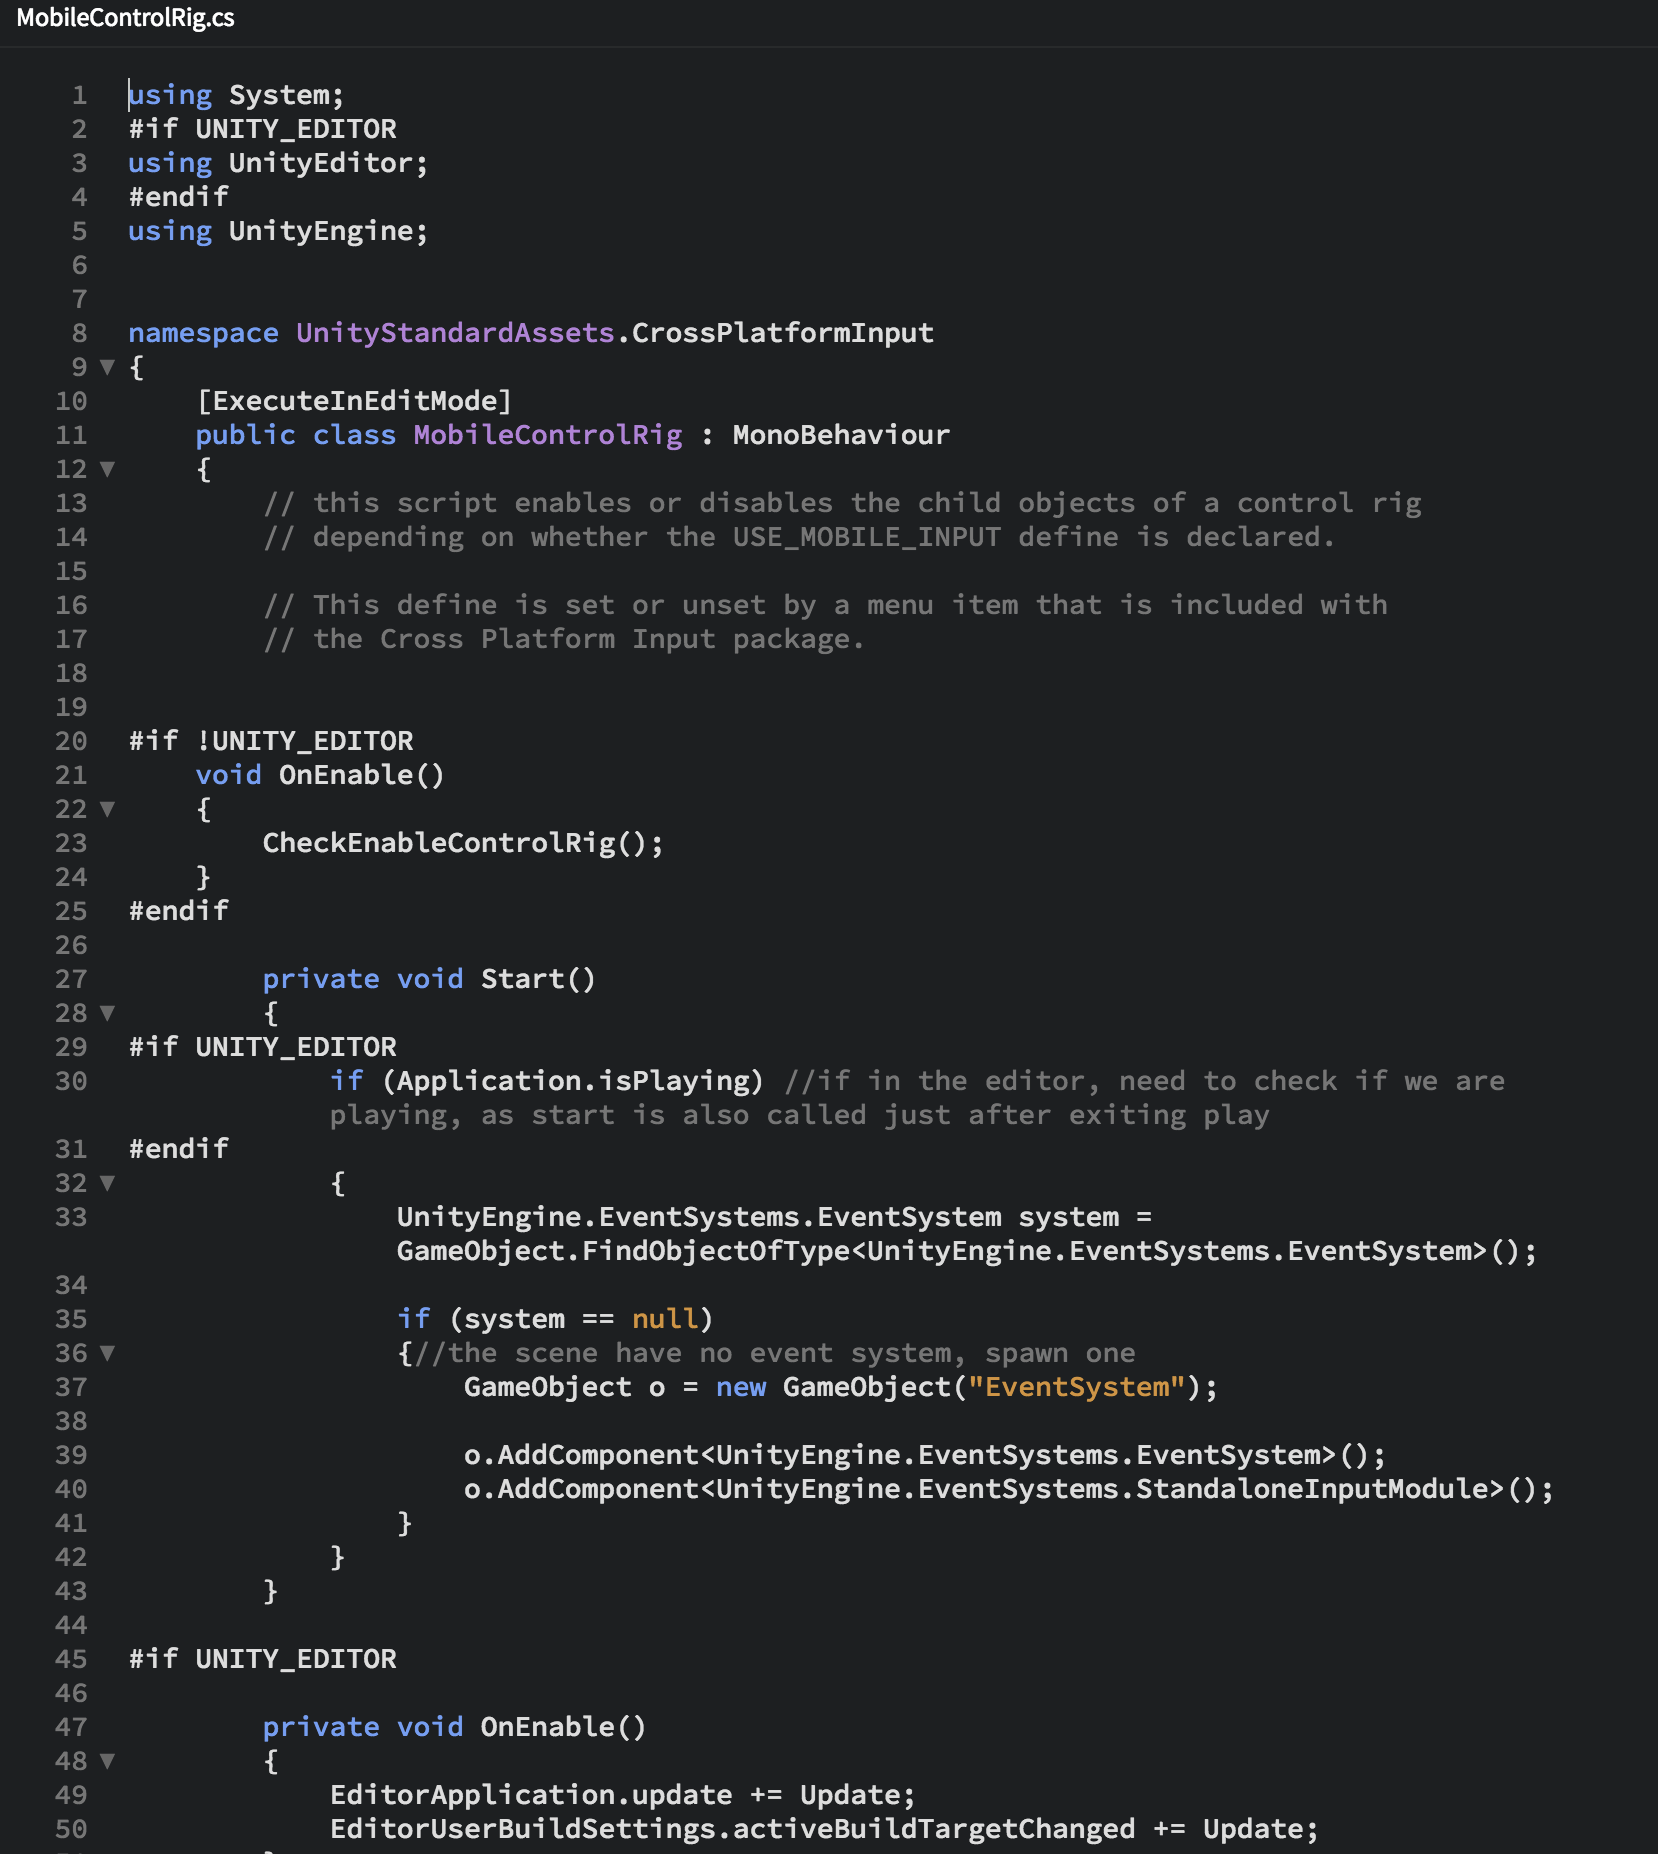 MobileControlRig.cs
1 using System;
2 #if UNITY_EDITOR
3 using UnityEditor;
4 #endif
5 using UnityEngine;
6
7
8 namespace UnityStandardAssets.CrossPlatformInput
9 ▼ {
10     [ExecuteInEditMode]
11     public class MobileControlRig : MonoBehaviour
12 ▼     {
13         // this script enables or disables the child objects of a control rig
14         // depending on whether the USE_MOBILE_INPUT define is declared.
15
16         // This define is set or unset by a menu item that is included with
17         // the Cross Platform Input package.
18
19
20 #if !UNITY_EDITOR
21     void OnEnable()
22 ▼     {
23         CheckEnableControlRig();
24     }
25 #endif
26
27         private void Start()
28 ▼         {
29 #if UNITY_EDITOR
30             if (Application.isPlaying) //if in the editor, need to check if we are
            playing, as start is also called just after exiting play
31 #endif
32 ▼             {
33                 UnityEngine.EventSystems.EventSystem system =
                GameObject.FindObjectOfType<UnityEngine.EventSystems.EventSystem>();
34
35                 if (system == null)
36 ▼                 {//the scene have no event system, spawn one
37                     GameObject o = new GameObject("EventSystem");
38
39                     o.AddComponent<UnityEngine.EventSystems.EventSystem>();
40                     o.AddComponent<UnityEngine.EventSystems.StandaloneInputModule>();
41                 }
42             }
43         }
44
45 #if UNITY_EDITOR
46
47         private void OnEnable()
48 ▼         {
49             EditorApplication.update += Update;
50             EditorUserBuildSettings.activeBuildTargetChanged += Update;